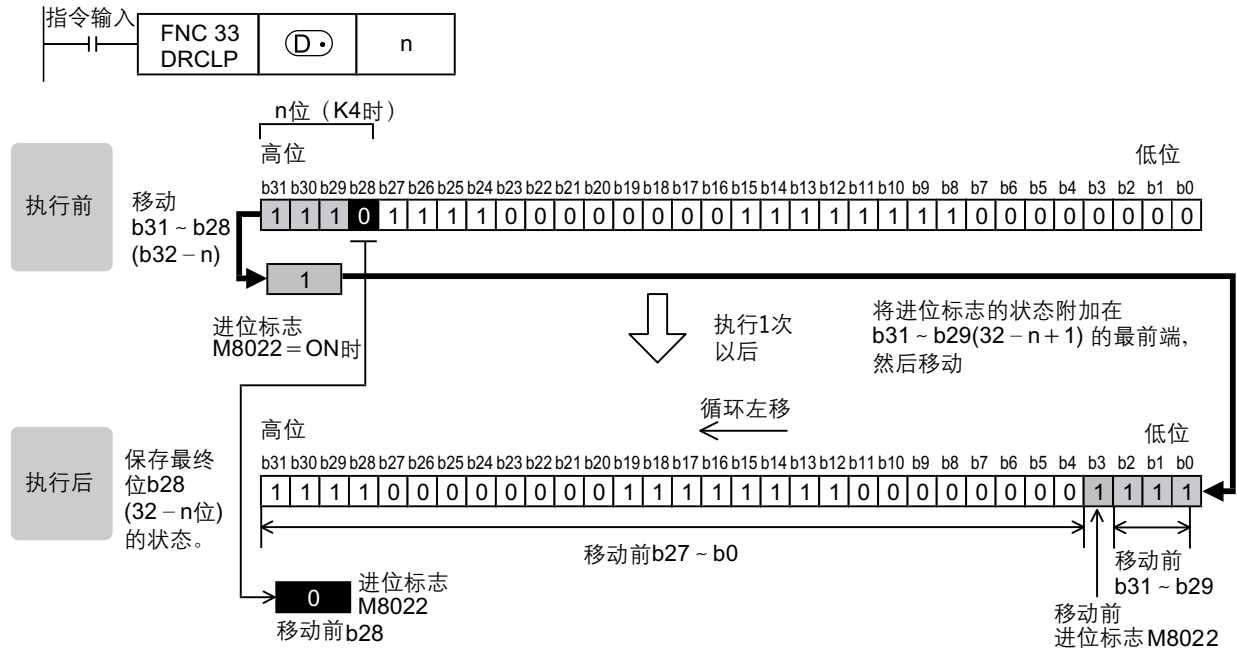 指令输入
FNC 33
DRCLP
D·
n
n位（K4时）
高位
低位
b31 b30 b29 b28 b27 b26 b25 b24 b23 b22 b21 b20 b19 b18 b17 b16 b15 b14 b13 b12 b11 b10 b9 b8 b7 b6 b5 b4 b3 b2 b1 b0
执行前
移动
b31～b28
(b32－n)
1 1 1 0 1 1 1 1 0 0 0 0 0 0 0 0 1 1 1 1 1 1 1 1 0 0 0 0 0 0 0 0
1
进位标志
M8022＝ON时
执行1次
以后
将进位标志的状态附加在
b31～b29(32－n＋1) 的最前端,
然后移动
循环左移
高位
低位
b31 b30 b29 b28 b27 b26 b25 b24 b23 b22 b21 b20 b19 b18 b17 b16 b15 b14 b13 b12 b11 b10 b9 b8 b7 b6 b5 b4 b3 b2 b1 b0
执行后
保存最终
位b28
(32－n位)
的状态。
1 1 1 1 0 0 0 0 0 0 0 0 1 1 1 1 1 1 1 1 0 0 0 0 0 0 0 0 1 1 1 1
移动前b27～b0
移动前
b31～b29
0
进位标志
M8022
移动前b28
移动前
进位标志M8022